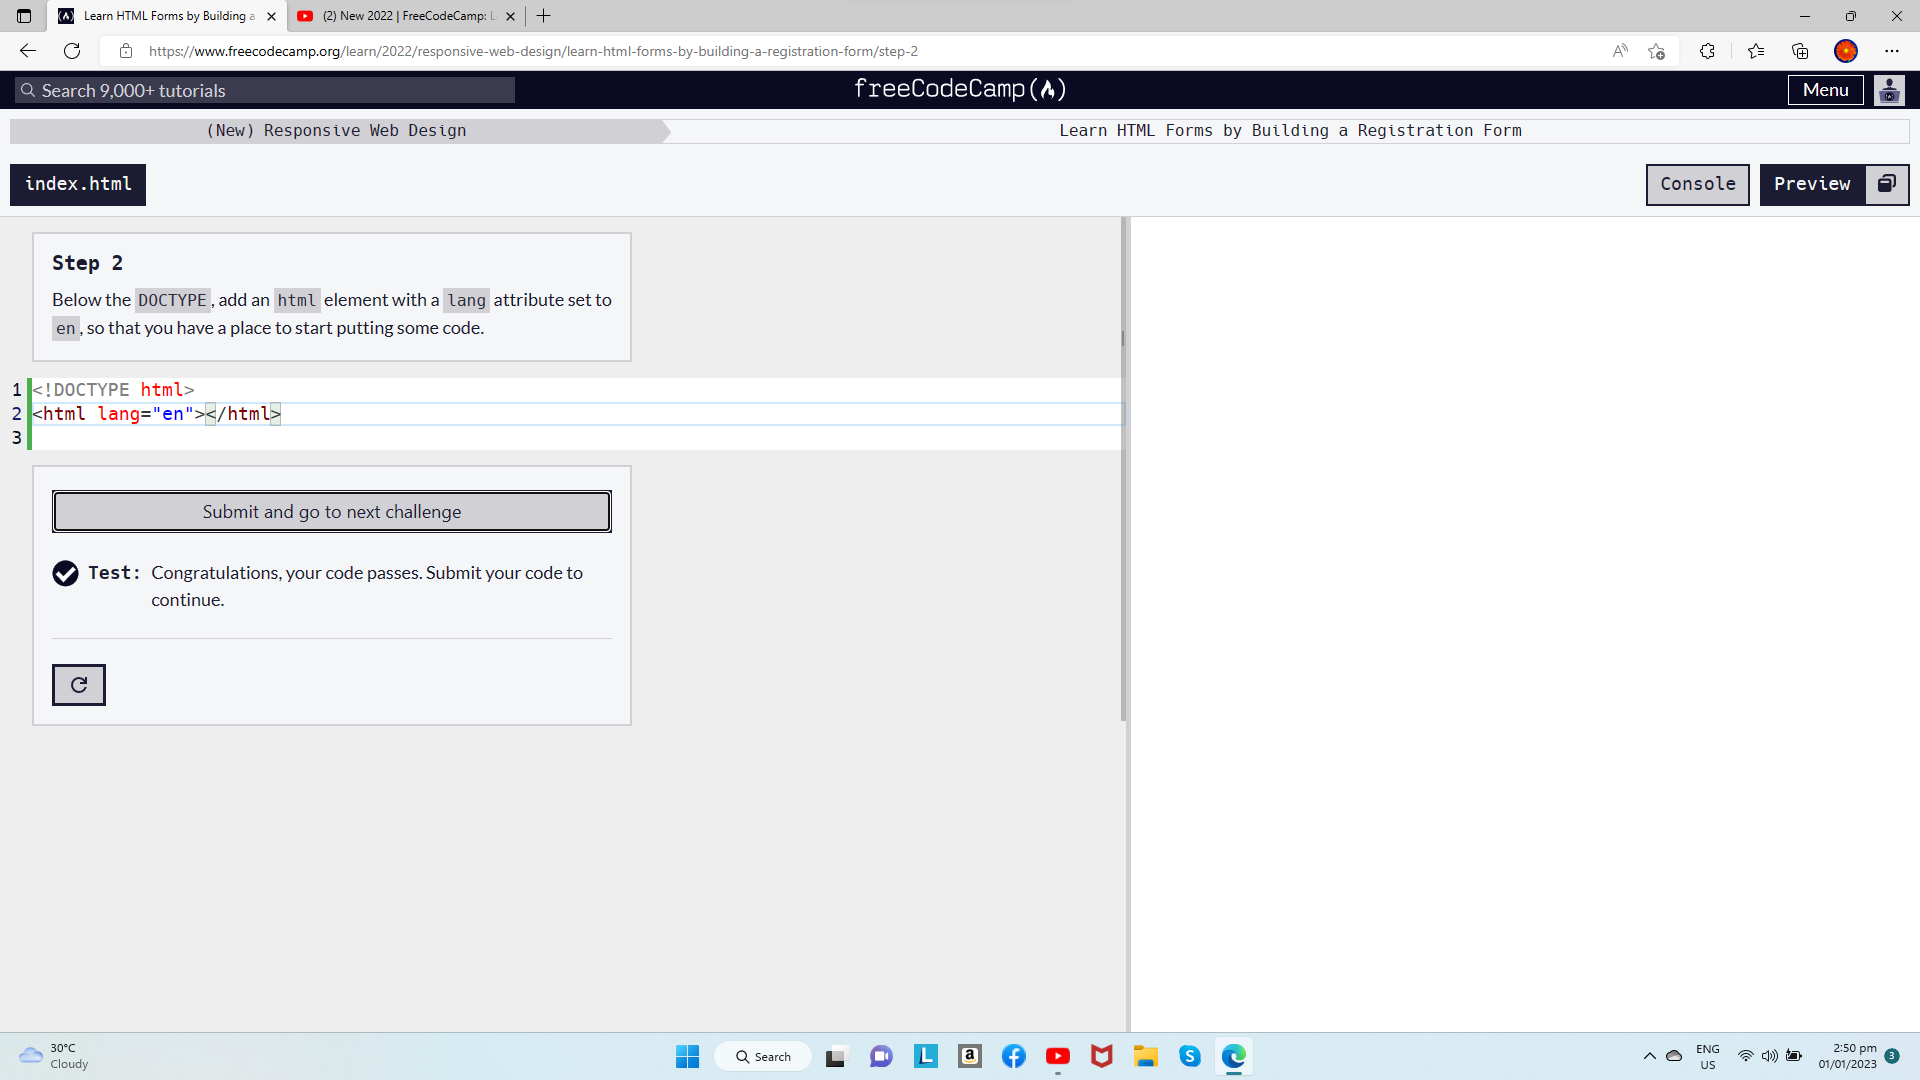 Learn HTML Forms by Building a
(2) New 2022 | FreeCodeCamp: L
https://www.freecodecamp.org/learn/2022/responsive-web-design/learn-html-forms-by-building-a-registration-form/step-2
Search 9,000+ tutorials
freeCodeCamp
Menu
(New) Responsive Web Design
Learn HTML Forms by Building a Registration Form
index.html
Console
Preview
Step 2
Below the DOCTYPE, add an html element with a lang attribute set to
en, so that you have a place to start putting some code.
1 <!DOCTYPE html>
2 <html lang="en"></html>
3
Submit and go to next challenge
Test: Congratulations, your code passes. Submit your code to
continue.
30°C
Cloudy
Search
ENG
US
2:50 pm
01/01/2023
3